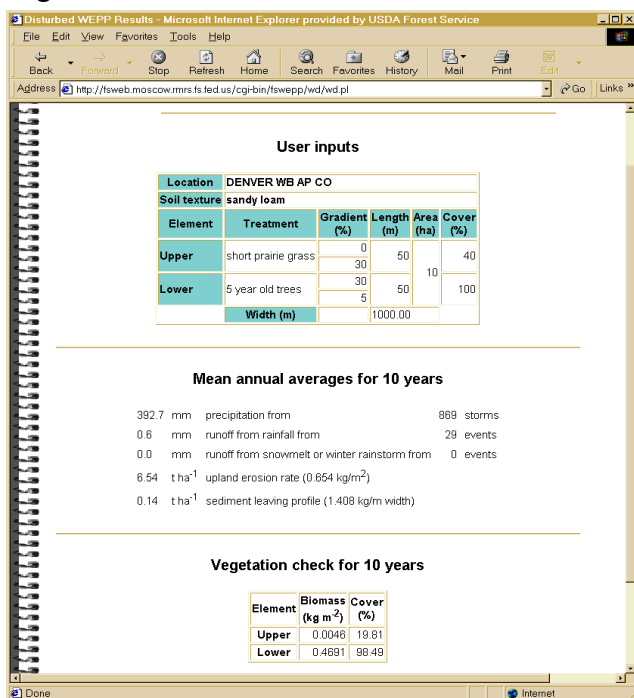 Disturbed WEPP Results - Microsoft Internet Explorer provided by USDA Forest Service
File Edit View Favorites Tools Help
Back Forward Stop Refresh Home Search Favorites History Mail Print Edit
Address http://fsweb.moscow.rmrs.fs.fed.us/cgi-bin/fswepp/wd/wd.pl Go Links »
User inputs
Location DENVER WB AP CO
Soil texture sandy loam
Element Treatment Gradient (%) Length (m) Area (ha) Cover (%)
Upper short prairie grass 0 30 50 10 40
Lower 5 year old trees 30 5 50 100
Width (m) 1000.00
Mean annual averages for 10 years
392.7 mm precipitation from 869 storms
0.6 mm runoff from rainfall from 29 events
0.0 mm runoff from snowmelt or winter rainstorm from 0 events
6.54 t ha-1 upland erosion rate (0.654 kg/m2)
0.14 t ha-1 sediment leaving profile (1.408 kg/m width)
Vegetation check for 10 years
Element Biomass (kg m-2) Cover (%)
Upper 0.0046 19.81
Lower 0.4691 98.49
Done Internet